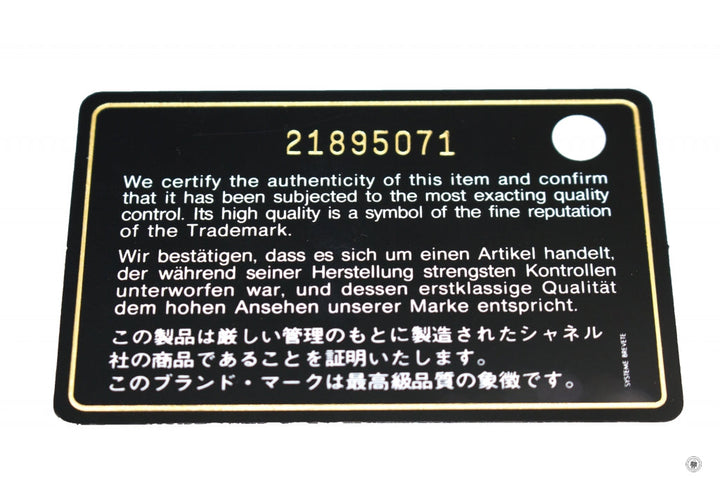 21895071
We certify the authenticity of this item and confirm
that it has been subjected to the most exacting quality
control. Its high quality is a symbol of the fine reputation
of the Trademark.
Wir bestätigen, dass es sich um einen Artikel handelt,
der während seiner Herstellung strengsten Kontrollen
unterworfen war, und dessen erstklassige Qualität
dem hohen Ansehen unserer Marke entspricht.
この製品は厳しい管理のもとに製造されたシャネル
社の商品であることを証明いたします。
このブランド・マークは最高級品質の象徴です。
SYSTEME BREVETE